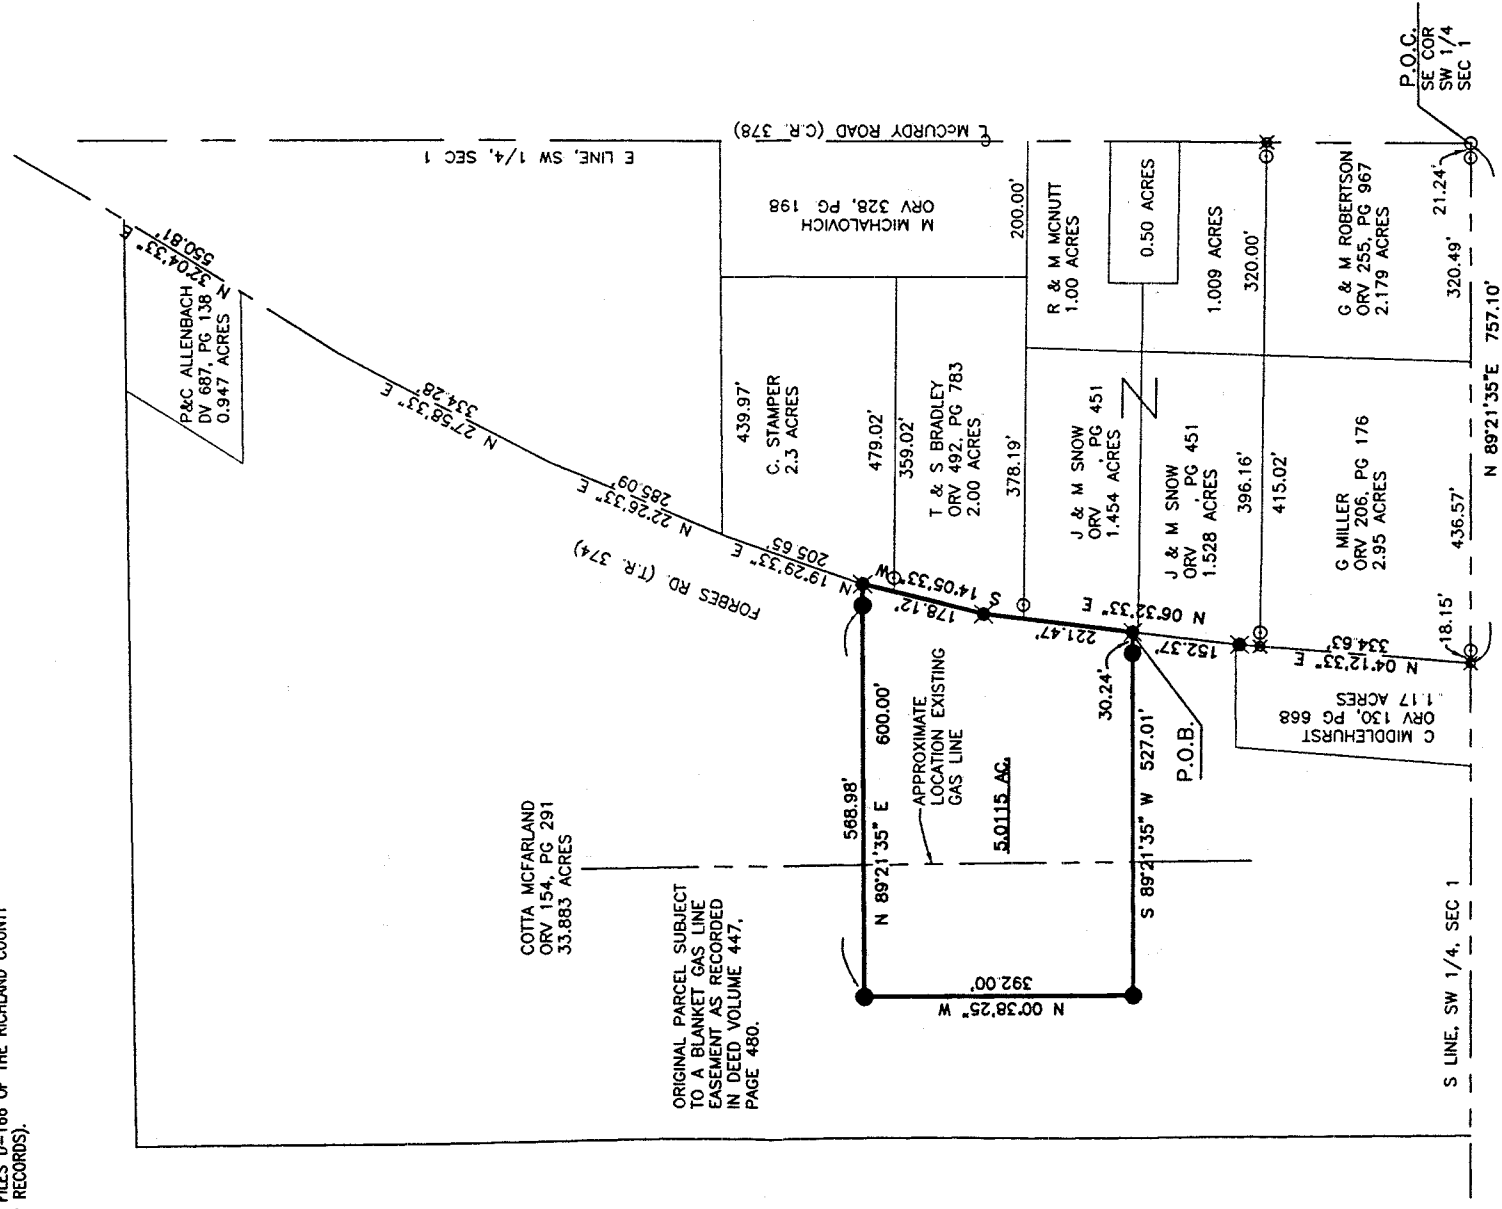 FILES D-166 OF THE RICHLAND COUNTY
RECORDS).
P&C ALLENBACH
DV 687, PG 138
0.947 ACRES
N 32°04'33" E
550.81'
N 27°58'33" E
334.28'
N 22°26'33" E
285.09'
N 19°29'33" E
205.65'
FORBES RD. (T.R. 374)
E LINE, SW 1/4, SEC 1
L McCURDY ROAD (C.R. 378)
M MICHALOVICH
ORV 328, PG 198
439.97'
C. STAMPER
2.3 ACRES
479.02'
359.02'
T & S BRADLEY
ORV 492, PG 783
2.00 ACRES
378.19'
200.00'
R & M MCNUTT
1.00 ACRES
0.50 ACRES
J & M SNOW
ORV , PG 451
1.454 ACRES
J & M SNOW
ORV , PG 451
1.528 ACRES
1.009 ACRES
320.00'
396.16'
415.02'
G MILLER
ORV 206, PG 176
2.95 ACRES
G & M ROBERTSON
ORV 255, PG 967
2.179 ACRES
21.24'
320.49'
436.57'
18.15'
N 89°21'35"E 757.10'
P.O.C.
SE COR
SW 1/4
SEC 1
S 14°05'33" W
178.12'
N 06°32'33" E
221.47'
152.37'
N 04°12'33" E
334.63'
C MIDDLEHURST
ORV 130, PG 668
1.17 ACRES
30.24'
P.O.B.
568.98'
600.00'
N 89°21'35" E
APPROXIMATE
LOCATION EXISTING
GAS LINE
5.0115 AC.
S 89°21'35" W 527.01'
N 00°38'25" W
392.00'
COTTA MCFARLAND
ORV 154, PG 291
33.883 ACRES
ORIGINAL PARCEL SUBJECT
TO A BLANKET GAS LINE
EASEMENT AS RECORDED
IN DEED VOLUME 447,
PAGE 480.
S LINE, SW 1/4, SEC 1